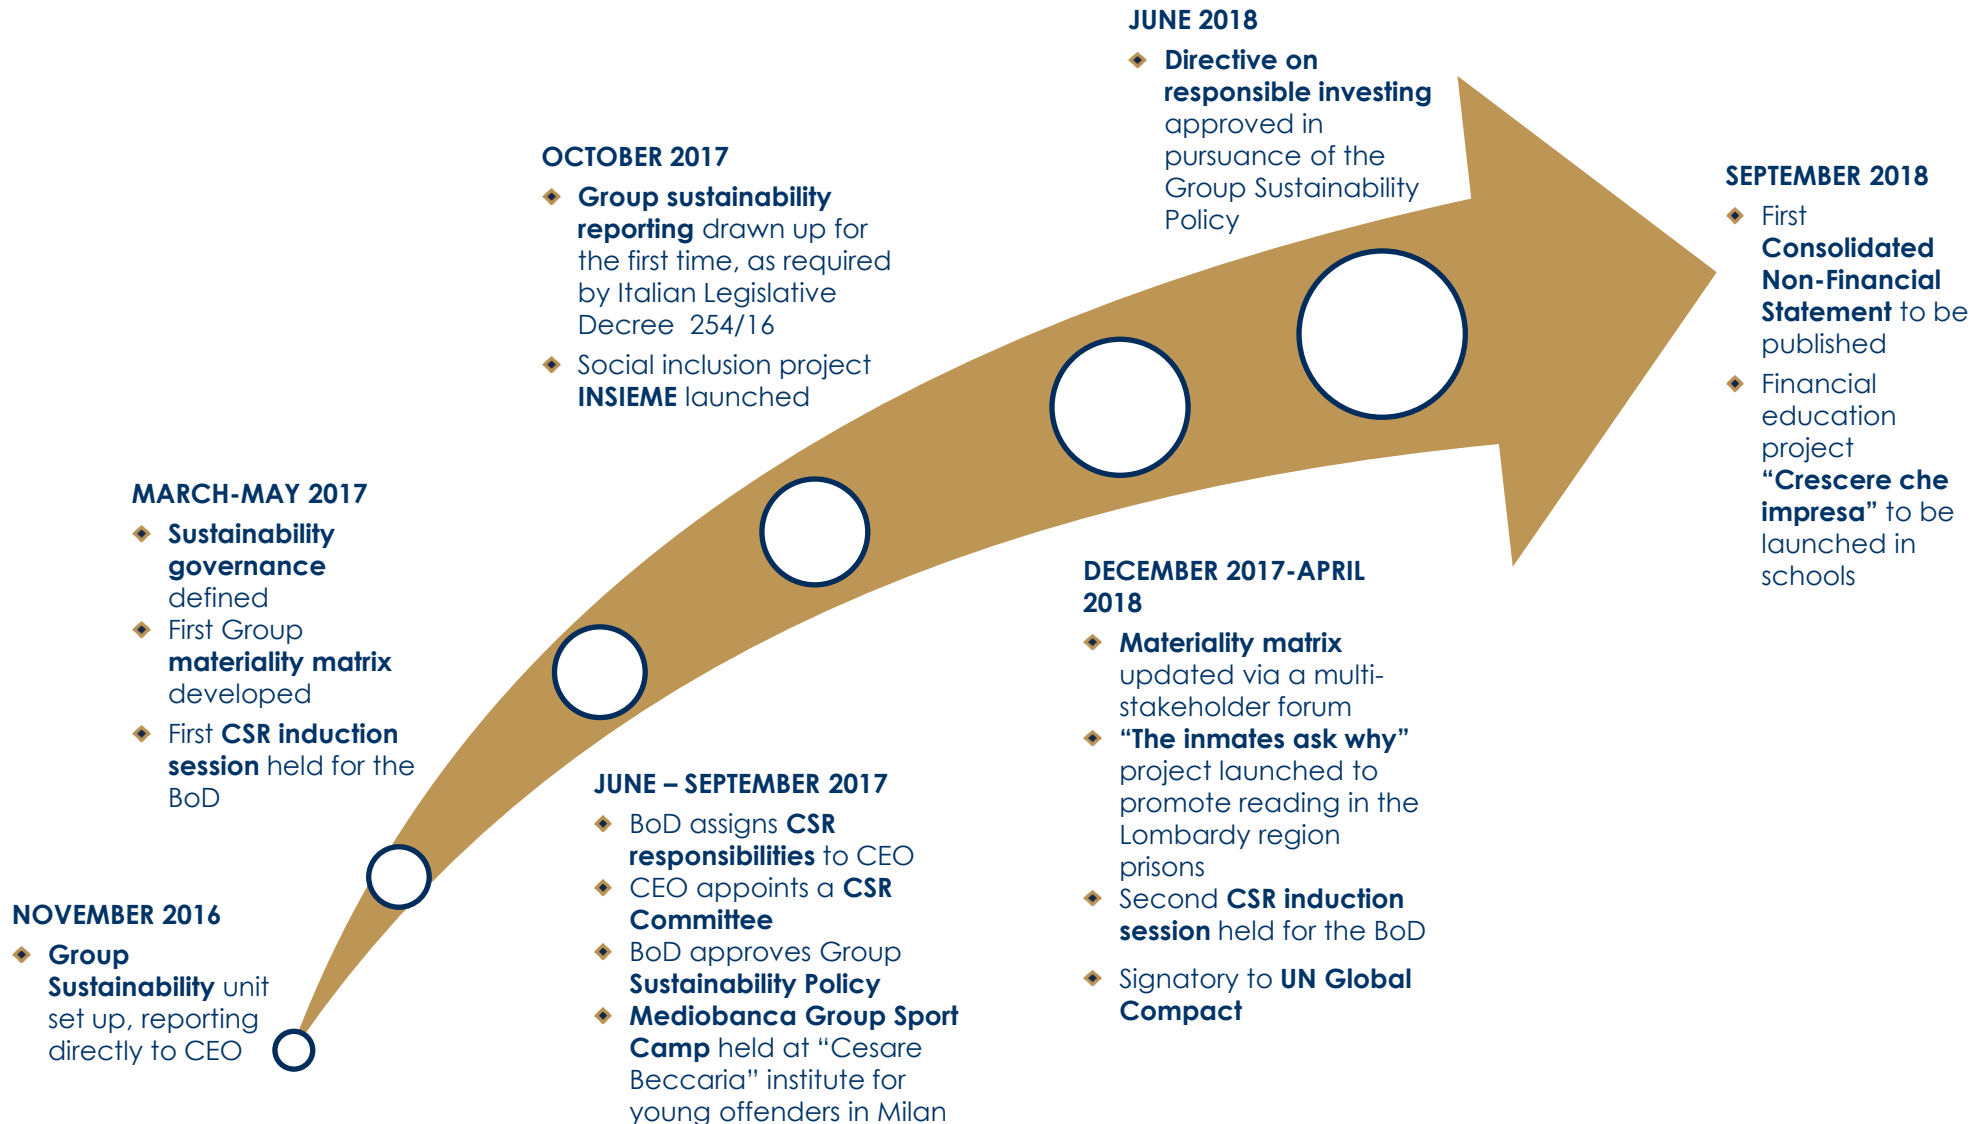 NOVEMBER 2016
Group
Sustainability unit
set up, reporting
directly to CEO
MARCH-MAY 2017
Sustainability
governance
defined
First Group
materiality matrix
developed
First CSR induction
session held for the
BoD
JUNE – SEPTEMBER 2017
BoD assigns CSR
responsibilities to CEO
CEO appoints a CSR
Committee
BoD approves Group
Sustainability Policy
Mediobanca Group Sport
Camp held at “Cesare
Beccaria” institute for
young offenders in Milan
OCTOBER 2017
Group sustainability
reporting drawn up for
the first time, as required
by Italian Legislative
Decree 254/16
Social inclusion project
INSIEME launched
DECEMBER 2017-APRIL
2018
Materiality matrix
updated via a multi-
stakeholder forum
“The inmates ask why”
project launched to
promote reading in the
Lombardy region
prisons
Second CSR induction
session held for the BoD
Signatory to UN Global
Compact
JUNE 2018
Directive on
responsible investing
approved in
pursuance of the
Group Sustainability
Policy
SEPTEMBER 2018
First
Consolidated
Non-Financial
Statement to be
published
Financial
education
project
“Crescere che
impresa” to be
launched in
schools